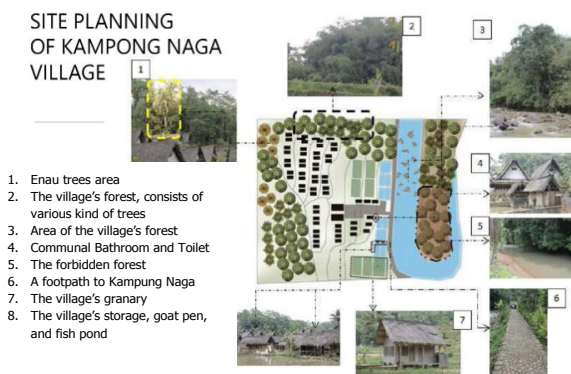 SITE PLANNING
OF KAMPONG NAGA
VILLAGE
1
2
3
4
5
6
7
1. Enau trees area
2. The village's forest, consists of
various kind of trees
3. Area of the village's forest
4. Communal Bathroom and Toilet
5. The forbidden forest
6. A footpath to Kampung Naga
7. The village's granary
8. The village's storage, goat pen,
and fish pond